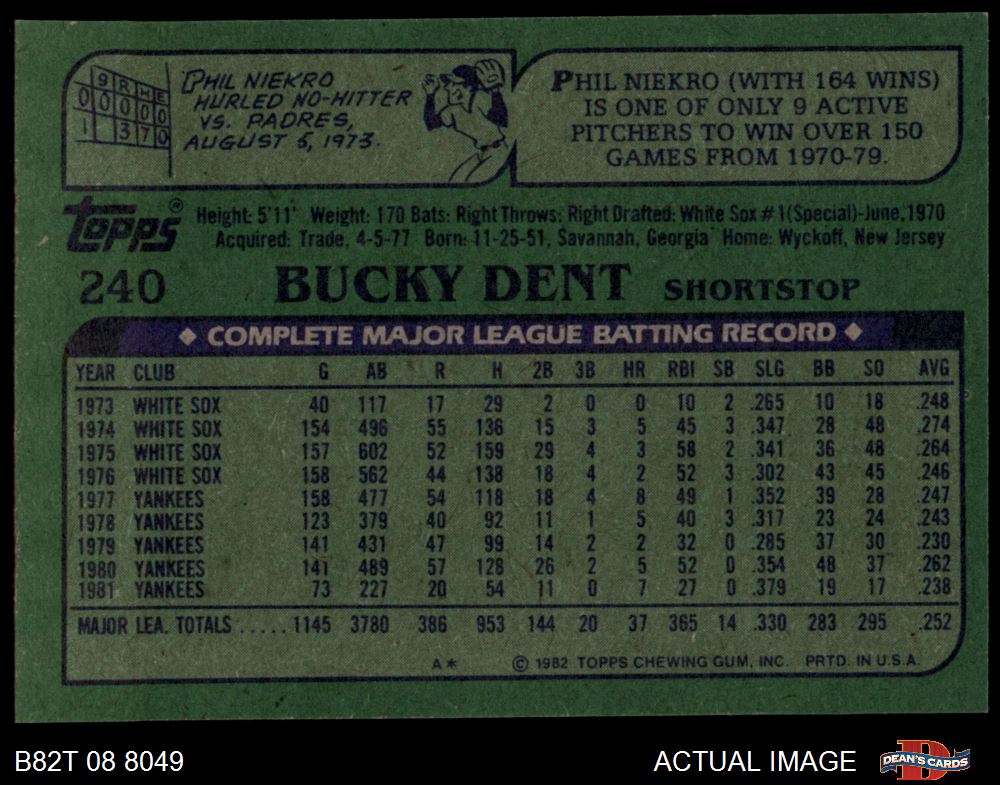 9 R H E
0 0 0 0 0
1 3 7 0
PHIL NIEKRO
HURLED NO-HITTER
VS. PADRES,
AUGUST 5, 1973.
PHIL NIEKRO (WITH 164 WINS)
IS ONE OF ONLY 9 ACTIVE
PITCHERS TO WIN OVER 150
GAMES FROM 1970-79.
Topps®
Height: 5'11" Weight: 170 Bats: Right Throws: Right Drafted: White Sox #1(Special)-June, 1970
Acquired: Trade, 4-5-77 Born: 11-25-51, Savannah, Georgia Home: Wyckoff, New Jersey
240 BUCKY DENT SHORTSTOP
◆ COMPLETE MAJOR LEAGUE BATTING RECORD ◆
YEAR CLUB G AB R H 2B 3B HR RBI SB SLG BB SO AVG
1973 WHITE SOX 40 117 17 29 2 0 0 10 2 .265 10 18 .248
1974 WHITE SOX 154 496 55 136 15 3 5 45 3 .347 28 48 .274
1975 WHITE SOX 157 602 52 159 29 4 3 58 2 .341 36 48 .264
1976 WHITE SOX 158 562 44 138 18 4 2 52 3 .302 43 45 .246
1977 YANKEES 158 477 54 118 18 4 8 49 1 .352 39 28 .247
1978 YANKEES 123 379 40 92 11 1 5 40 3 .317 23 24 .243
1979 YANKEES 141 431 47 99 14 2 2 32 0 .285 37 30 .230
1980 YANKEES 141 489 57 128 26 2 5 52 0 .354 48 37 .262
1981 YANKEES 73 227 20 54 11 0 7 27 0 .379 19 17 .238
MAJOR LEA. TOTALS ..... 1145 3780 386 953 144 20 37 365 14 .330 283 295 .252
A* © 1982 TOPPS CHEWING GUM, INC. PRTD. IN U.S.A.
B82T 08 8049 ACTUAL IMAGE DEAN'S CARDS